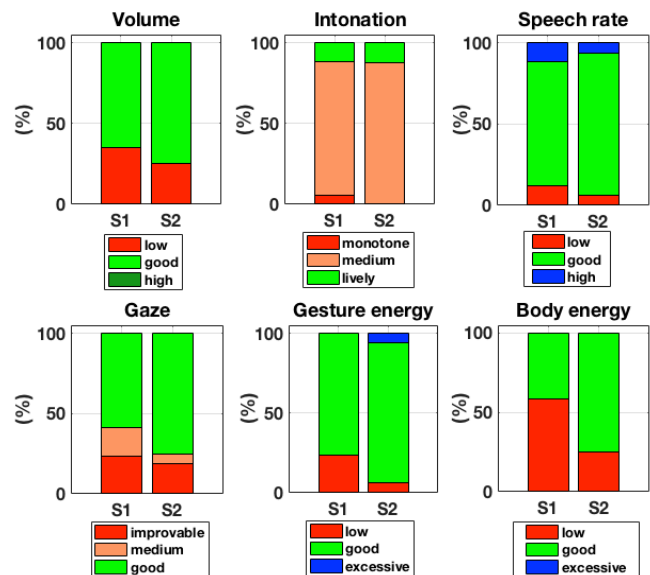 Volume
100
50
0
(%)
S1 S2
low
good
high
Intonation
100
50
0
(%)
S1 S2
monotone
medium
lively
Speech rate
100
50
0
(%)
S1 S2
low
good
high
Gaze
100
50
0
(%)
S1 S2
improvable
medium
good
Gesture energy
100
50
0
(%)
S1 S2
low
good
excessive
Body energy
100
50
0
(%)
S1 S2
low
good
excessive